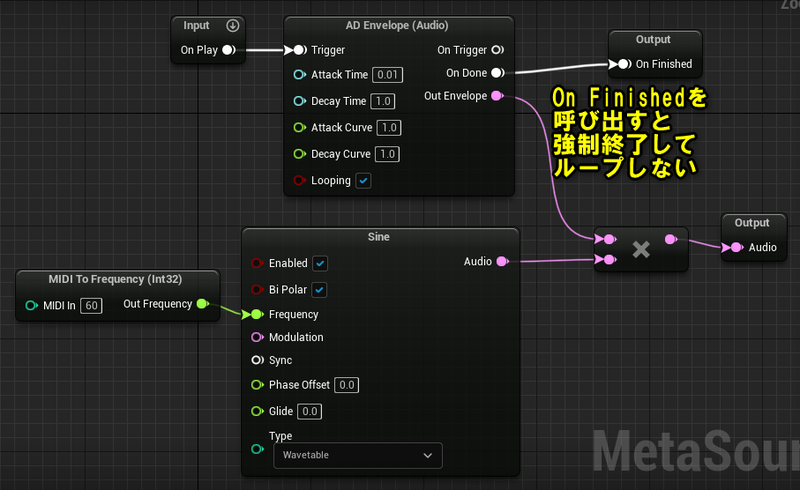 Input
On Play
AD Envelope (Audio)
Trigger
On Trigger
Attack Time 0.01
On Done
Decay Time 1.0
Out Envelope
Attack Curve 1.0
Decay Curve 1.0
Looping
Output
On Finished
On Finishedを
呼び出すと
強制終了して
ループしない
Sine
Enabled
Audio
Bi Polar
Frequency
Modulation
Sync
Phase Offset 0.0
Glide 0.0
Type
Wavetable
MIDI To Frequency (Int32)
MIDI In 60
Out Frequency
Output
Audio